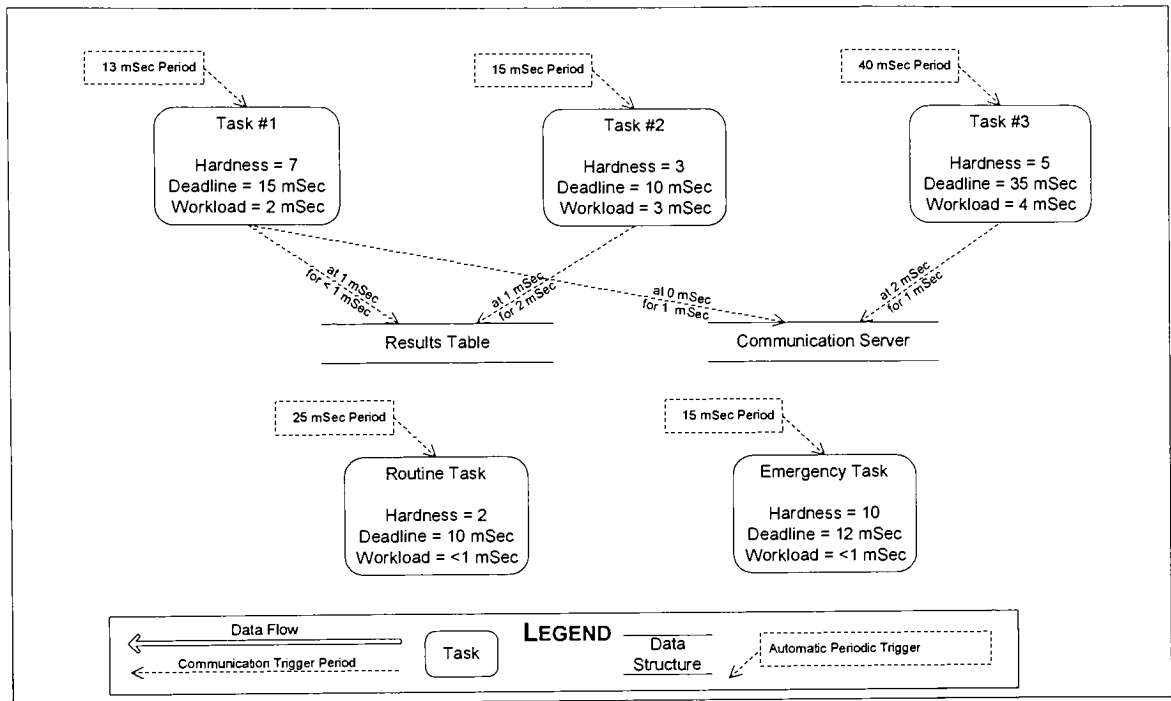 13 mSec Period
15 mSec Period
40 mSec Period
Task #1
Hardness = 7
Deadline = 15 mSec
Workload = 2 mSec
Task #2
Hardness = 3
Deadline = 10 mSec
Workload = 3 mSec
Task #3
Hardness = 5
Deadline = 35 mSec
Workload = 4 mSec
at 1 mSec
for < 1 mSec
at 1 mSec
for 2 mSec
at 0 mSec
for 1 mSec
at 2 mSec
for 1 mSec
Results Table
Communication Server
25 mSec Period
15 mSec Period
Routine Task
Hardness = 2
Deadline = 10 mSec
Workload = <1 mSec
Emergency Task
Hardness = 10
Deadline = 12 mSec
Workload = <1 mSec
LEGEND
Data Flow
Communication Trigger Period
Task
Data
Structure
Automatic Periodic Trigger